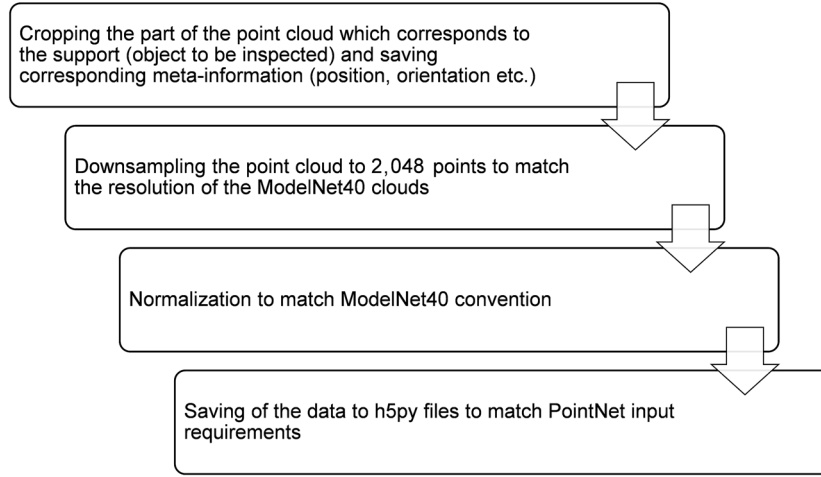 Cropping the part of the point cloud which corresponds to
the support (object to be inspected) and saving
corresponding meta-information (position, orientation etc.)
Downsampling the point cloud to 2,048 points to match
the resolution of the ModelNet40 clouds
Normalization to match ModelNet40 convention
Saving of the data to h5py files to match PointNet input
requirements